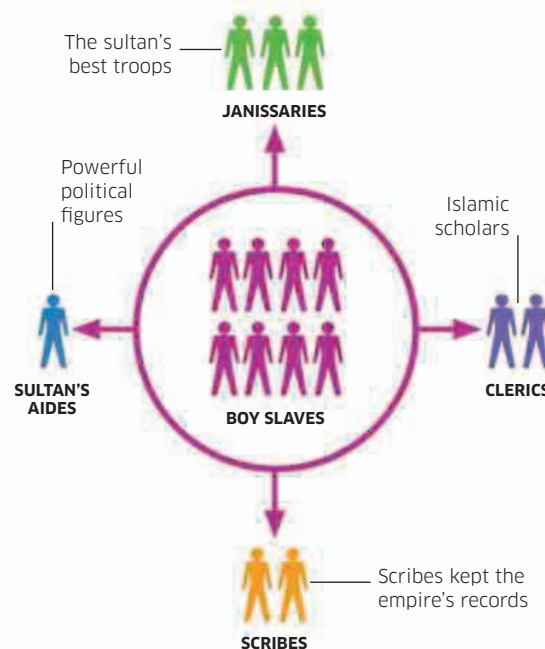 The sultan's
best troops
JANISSARIES
Powerful
political
figures
Islamic
scholars
SULTAN'S
AIDES
BOY SLAVES
CLERICS
Scribes kept the
empire's records
SCRIBES